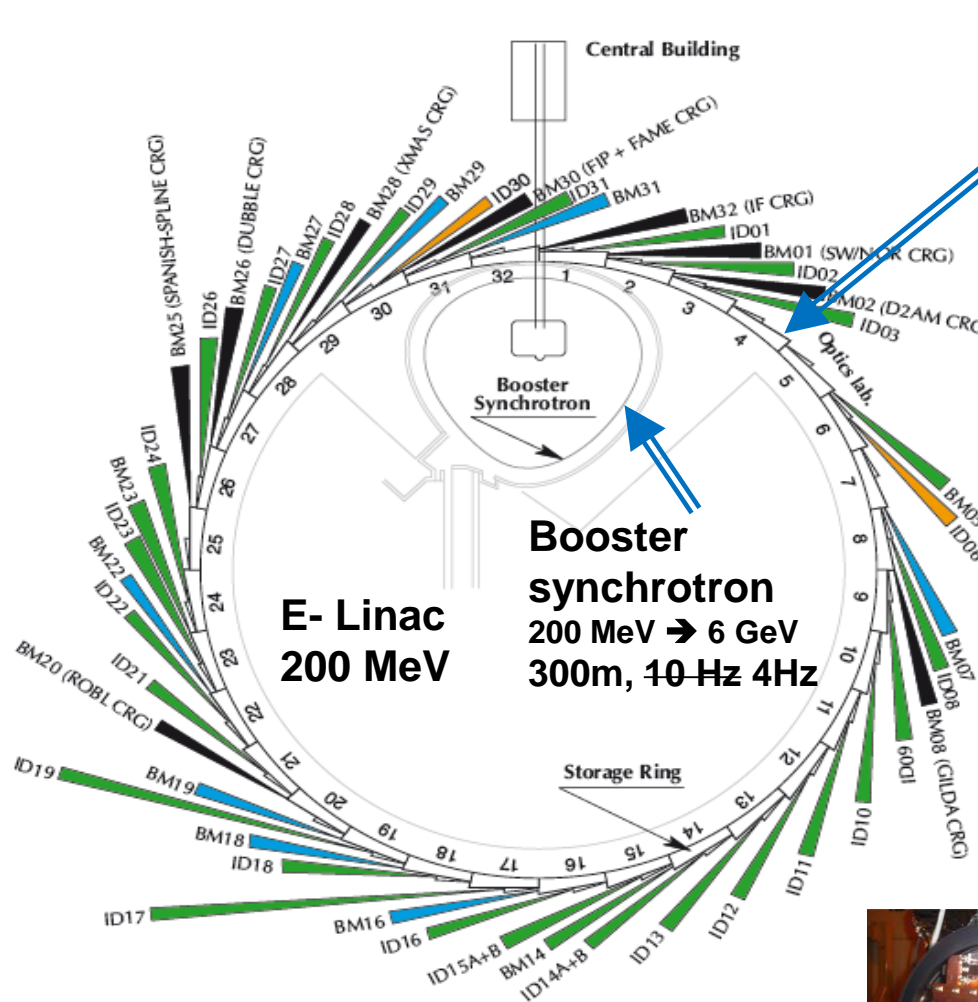 Central Building
BM25 (SPANISH-SPLINE CRG)
ID26
BM26 (DUBBLE CRG)
ID27
BM27
ID28
BM28 (XMAS CRG)
ID29
BM29
ID30
BM30 (FIP + FAME CRG)
ID31
BM31
BM32 (IF CRG)
ID01
BM01 (SW/NOR CRG)
ID02
BM02 (D2AM CRG
ID03
Optics lab.
BM05
ID06
BM07
ID08
BM08 (GILDA CRG)
ID09
ID10
ID11
ID12
ID13
ID14A+B
BM14
ID15A+B
ID16
BM16
ID17
ID18
BM18
BM19
ID19
BM20 (ROBL CRG)
ID21
ID22
BM22
ID23
BM23
ID24
1
2
3
4
5
6
7
8
9
10
11
12
13
14
15
16
17
18
19
20
21
22
23
24
25
26
27
28
29
30
31
32
Booster
Synchrotron
Booster
synchrotron
200 MeV ➔ 6 GeV
300m, 10 Hz 4Hz
E- Linac
200 MeV
Storage Ring